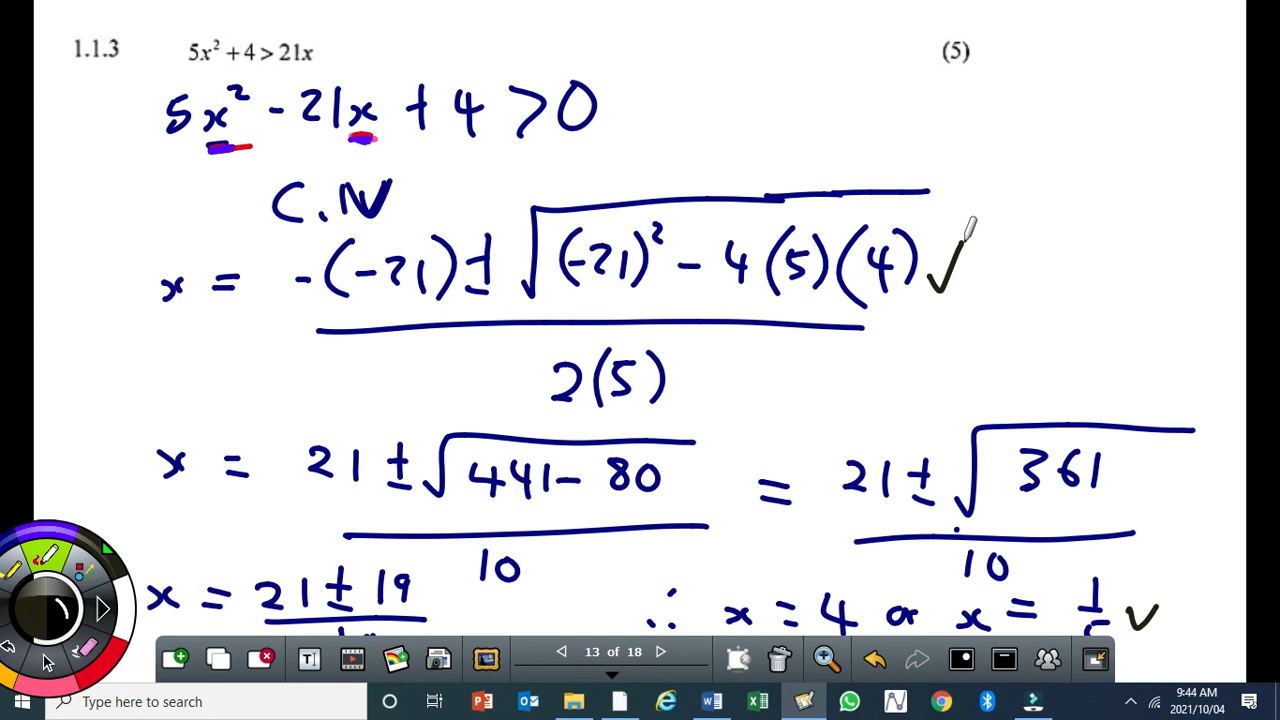 1.1.3 5x² + 4 > 21x (5)
5x² - 21x + 4 > 0
C.V
x = -(-21) ± √((-21)² - 4(5)(4)) ✓
2(5)
x = 21 ± √(441 - 80) = 21 ± √(361)
10 10
x = 21 ± 19 ∴ x = 4 or x = 1 ✓
13 of 18
Type here to search
9:44 AM
2021/10/04